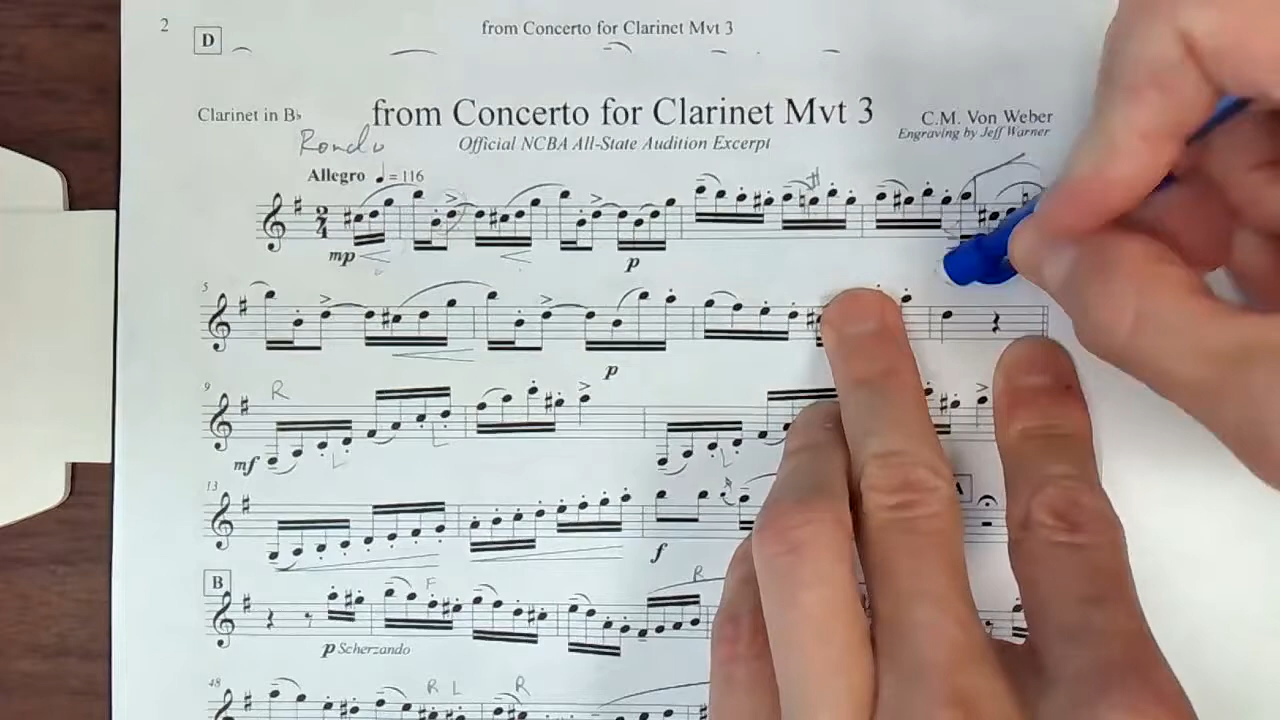 2
from Concerto for Clarinet Mvt 3
D
Clarinet in B♭
from Concerto for Clarinet Mvt 3
C.M. Von Weber
Engraving by Jeff Warner
Official NCBA All-State Audition Excerpt
Rondo
Allegro ♩ = 116
mp
p
5
p
9
R
mf
L
L
L
13
A
f
B
F
R
p Scherzando
48
R L
R